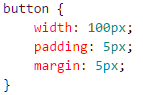 button {
    width: 100px;
    padding: 5px;
    margin: 5px;
}